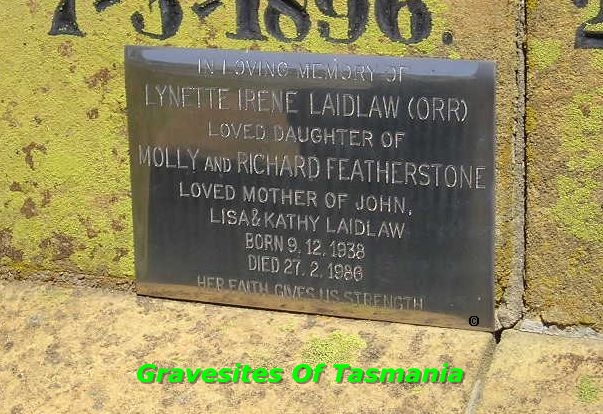 7-5-1896.
IN LOVING MEMORY OF
LYNETTE IRENE LAIDLAW (ORR)
LOVED DAUGHTER OF
MOLLY AND RICHARD FEATHERSTONE
LOVED MOTHER OF JOHN,
LISA & KATHY LAIDLAW
BORN 9. 12. 1938
DIED 27. 2. 1986
HER FAITH GIVES US STRENGTH
Gravesites Of Tasmania